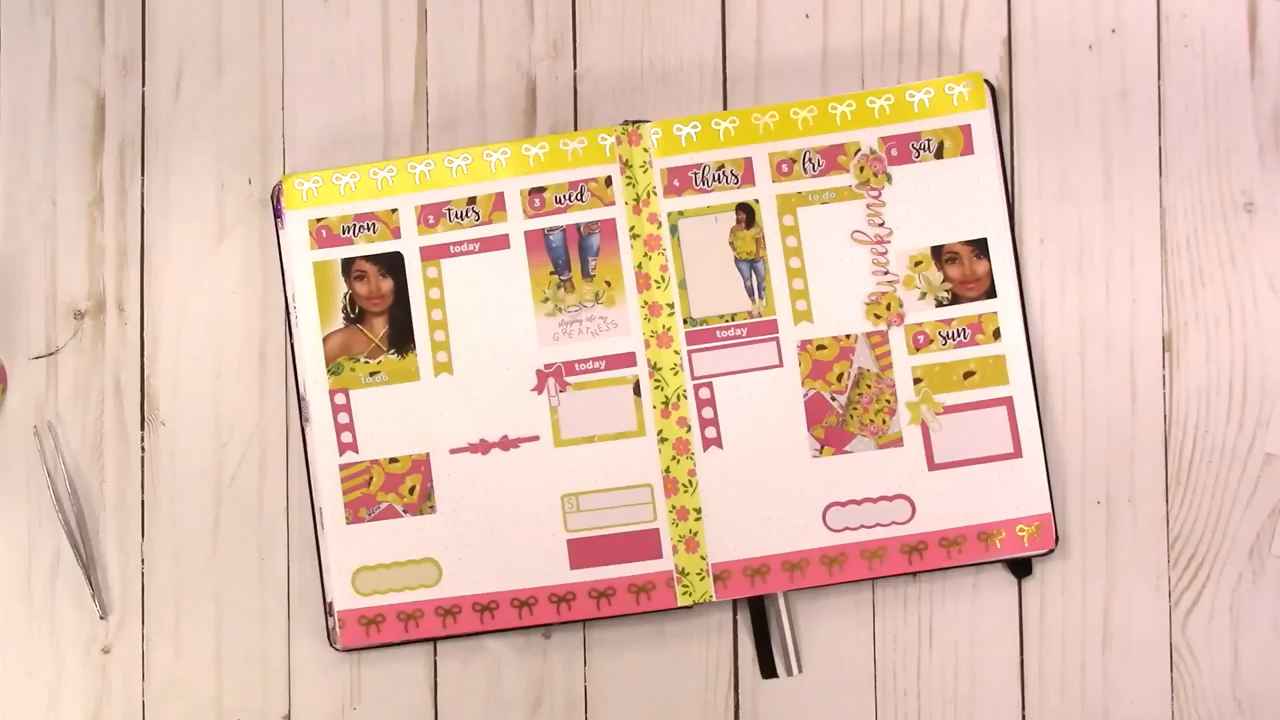 1 mon
to do
2 tues
today
3 wed
stepping into my
GREATNESS
today
$
4 thurs
today
5 fri
to do
weekend
6 sat
7 sun